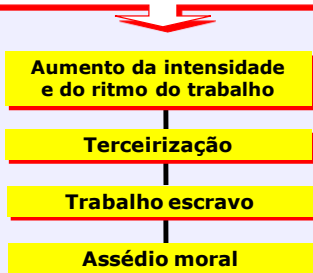 Aumento da intensidade
e do ritmo do trabalho
Terceirização
Trabalho escravo
Assédio moral